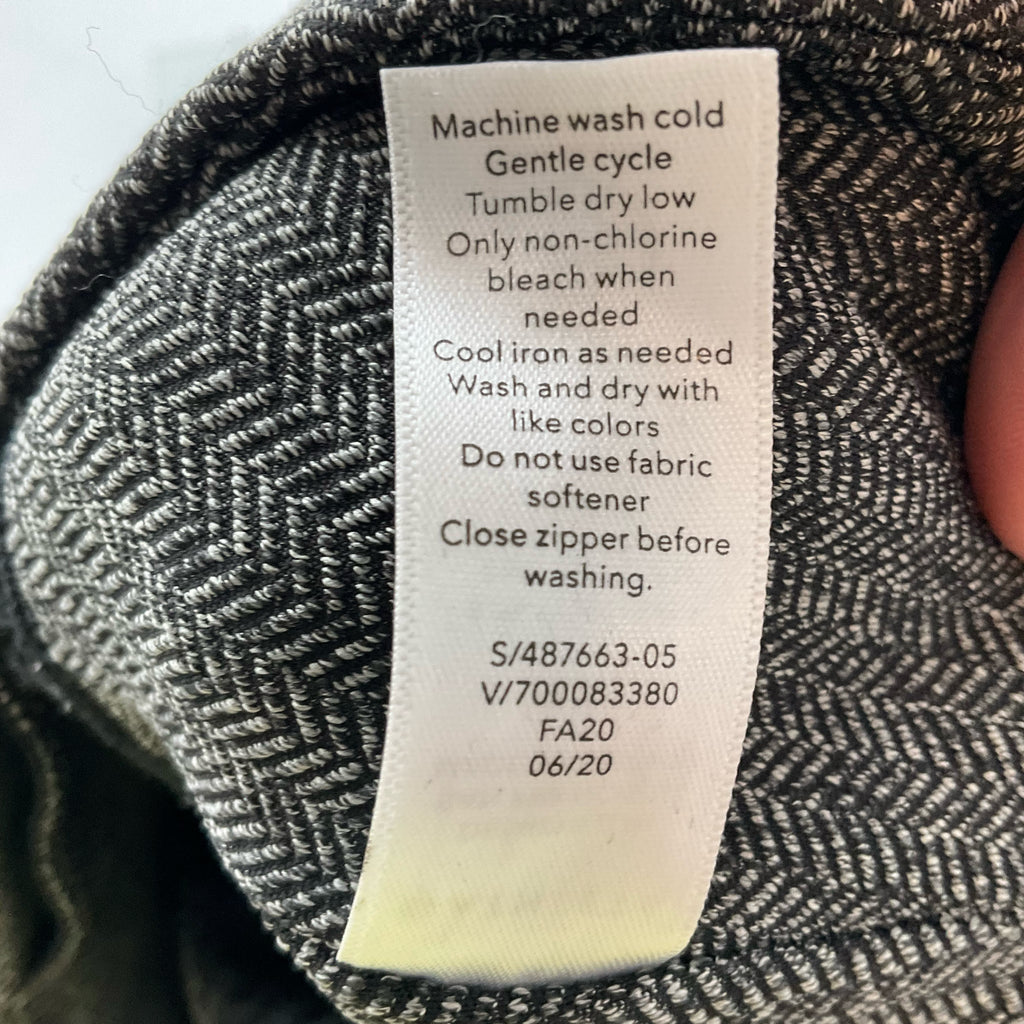 Machine wash cold
Gentle cycle
Tumble dry low
Only non-chlorine
bleach when
needed
Cool iron as needed
Wash and dry with
like colors
Do not use fabric
softener
Close zipper before
washing.
S/487663-05
V/700083380
FA20
06/20